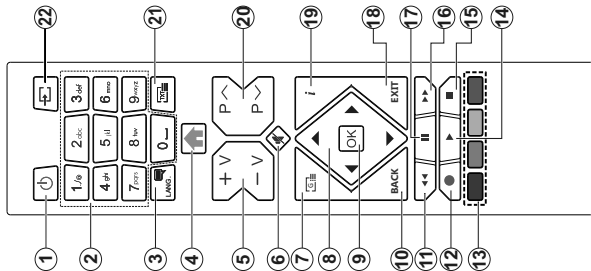 1 22
1./@ 2abc 3def
2 4ghi 5jkl 6mno
7pqrs 8tuv 9wxyz
3 LANG. 0 21
4
5 + V P 20
− V P
6
7 G i 19
8
9 OK
10 BACK EXIT 18
11 17 16
12 14 15
13